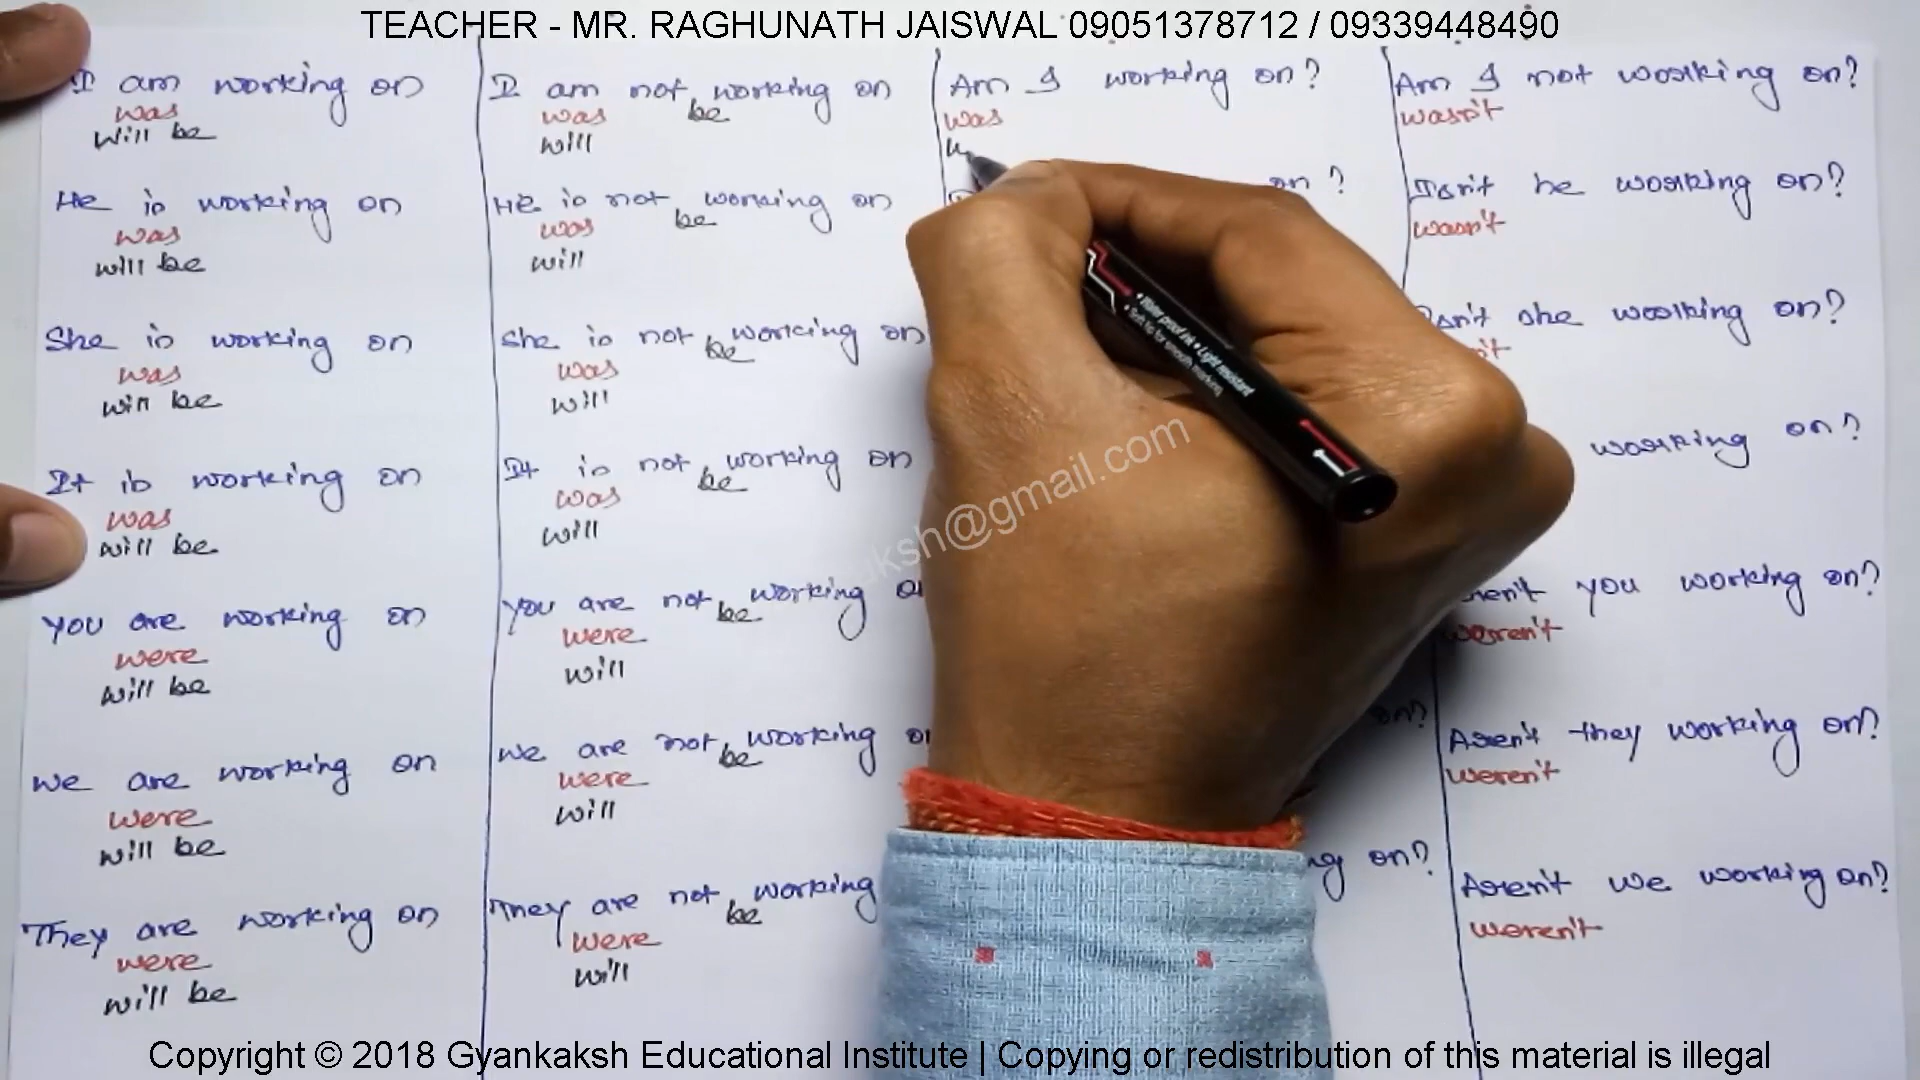 TEACHER - MR. RAGHUNATH JAISWAL 09051378712 / 09339448490
I am working on
was
will be
He is working on
was
will be
She is working on
was
will be
It is working on
was
will be
You are working on
were
will be
We are working on
were
will be
They are working on
were
will be
I am not be working on
was
will
He is not be working on
was
will
She is not be working on
was
will
It is not be working on
was
will
You are not be working
were
will
We are not be working
were
will
They are not be working
were
will
Am I working on?
was
on?
on?
on?
Am I not working on?
wasn't
Isn't he working on?
wasn't
she working on?
working on?
you working on?
weren't
Aren't they working on?
weren't
Aren't we working on?
weren't
@gmail.com
Copyright © 2018 Gyankaksh Educational Institute | Copying or redistribution of this material is illegal